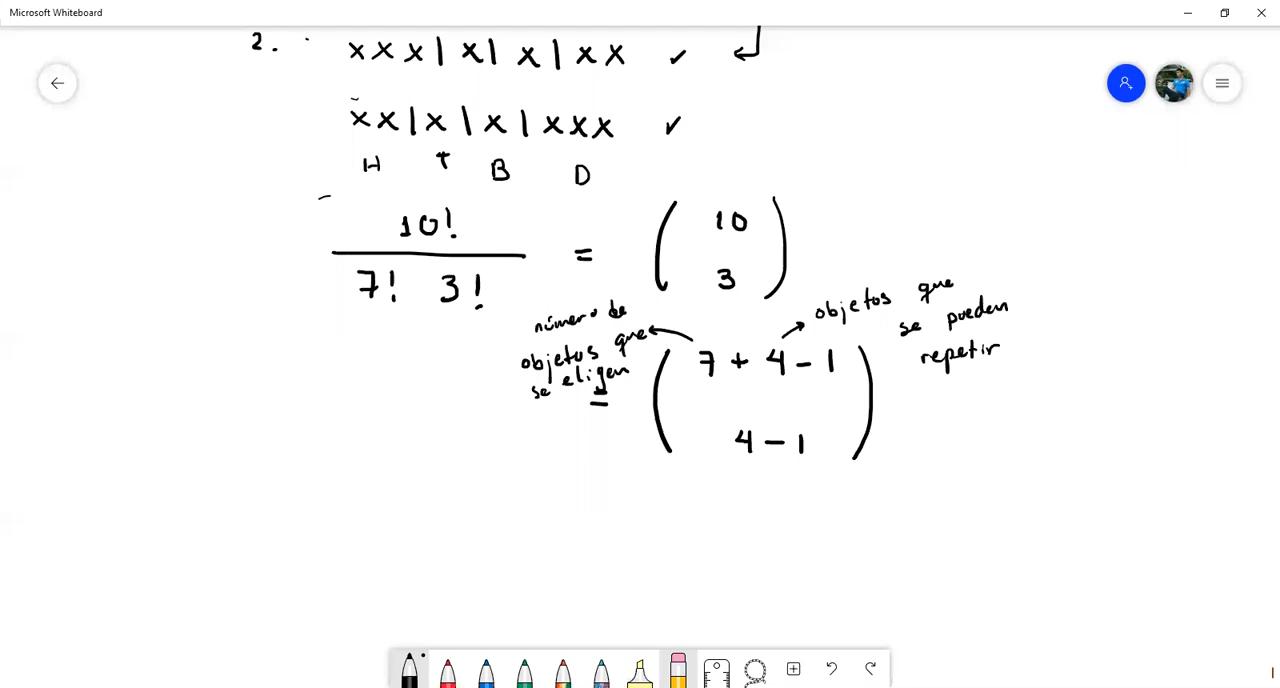 Microsoft Whiteboard
2.
xxx|x|x|xx ✓
xx|x|x|xxx ✓
H T B D
10!
7! 3!
=
10
3
número de
objetos que
se eligen
=
7 + 4 - 1
4 - 1
objetos que
se pueden
repetir